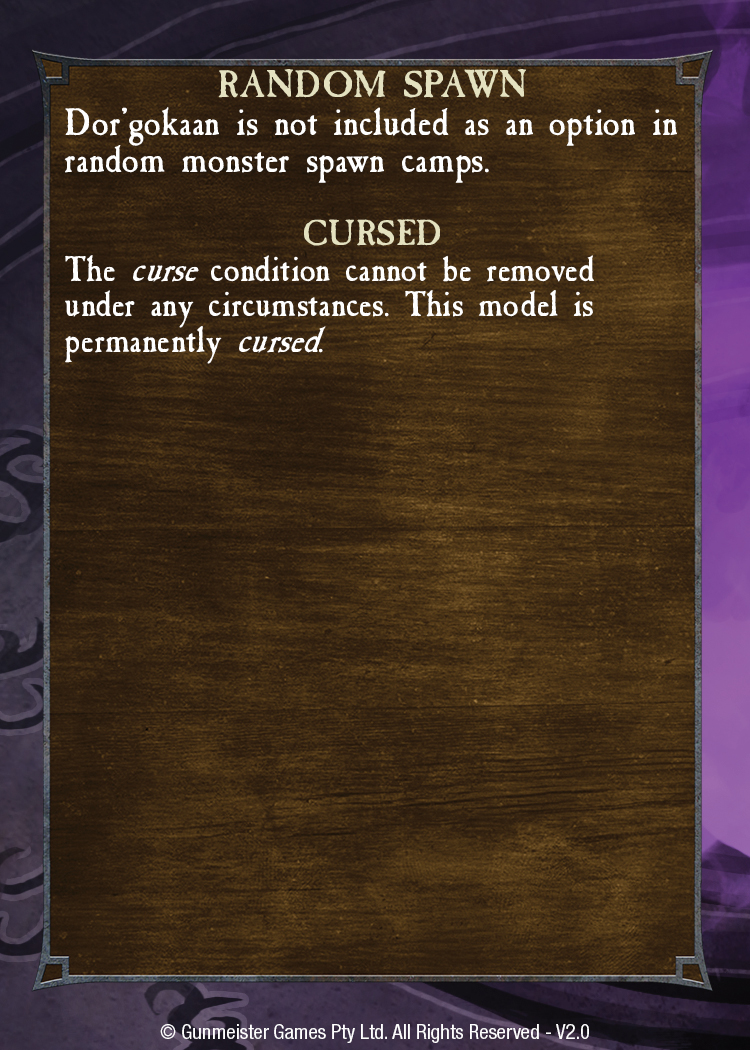 RANDOM SPAWN
Dor'gokaan is not included as an option in
random monster spawn camps.
CURSED
The curse condition cannot be removed
under any circumstances. This model is
permanently cursed.
© Gunmeister Games Pty Ltd. All Rights Reserved - V2.0